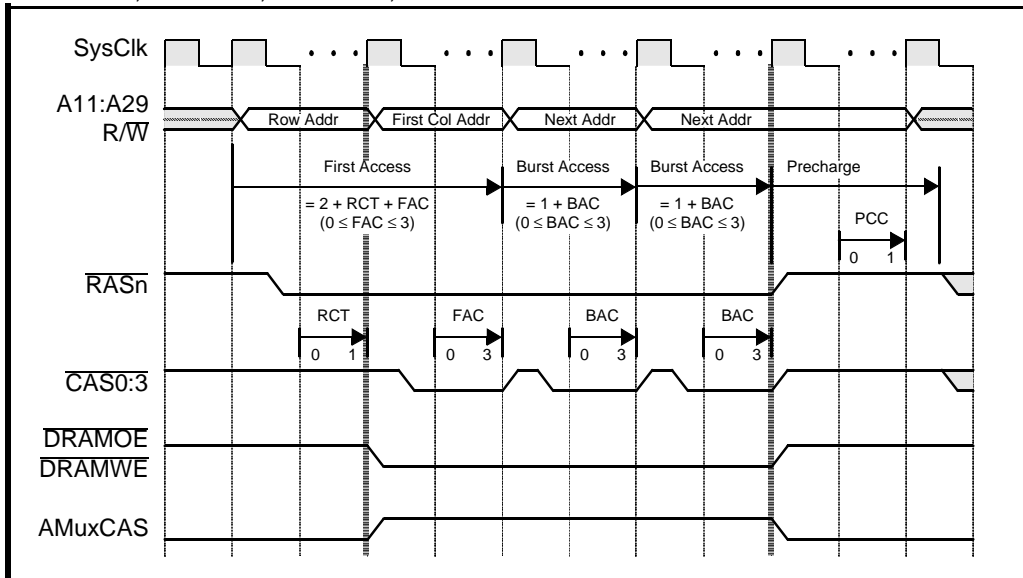 SysClk
A11:A29
R/W
Row Addr First Col Addr Next Addr Next Addr
First Access Burst Access Burst Access Precharge
= 2 + RCT + FAC = 1 + BAC = 1 + BAC
(0 ≤ FAC ≤ 3) (0 ≤ BAC ≤ 3) (0 ≤ BAC ≤ 3)
PCC
0 1
RASn
RCT FAC BAC BAC
0 1 0 3 0 3 0 3
CAS0:3
DRAMOE
DRAMWE
AMuxCAS